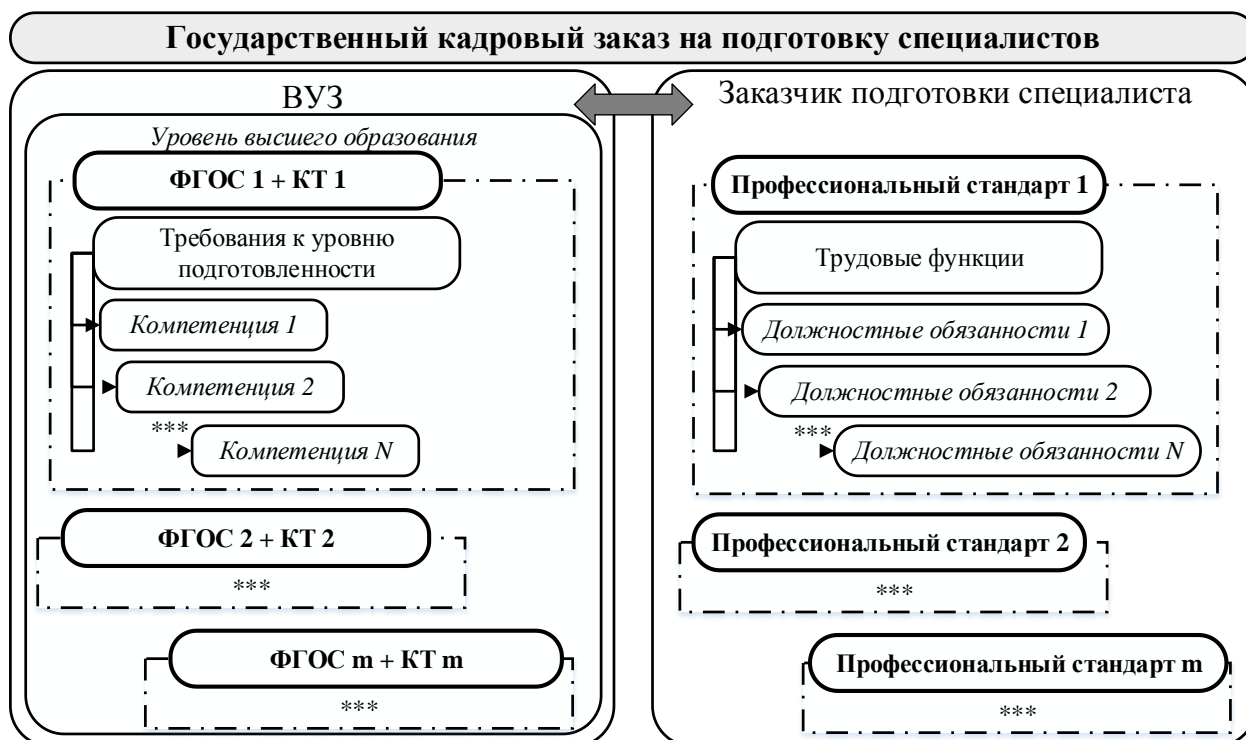 Государственный кадровый заказ на подготовку специалистов
ВУЗ
Уровень высшего образования
ФГОС 1 + КТ 1
Требования к уровню
подготовленности
Компетенция 1
Компетенция 2
***
Компетенция N
ФГОС 2 + КТ 2
***
ФГОС m + КТ m
***
Заказчик подготовки специалиста
Профессиональный стандарт 1
Трудовые функции
Должностные обязанности 1
Должностные обязанности 2
***
Должностные обязанности N
Профессиональный стандарт 2
***
Профессиональный стандарт m
***